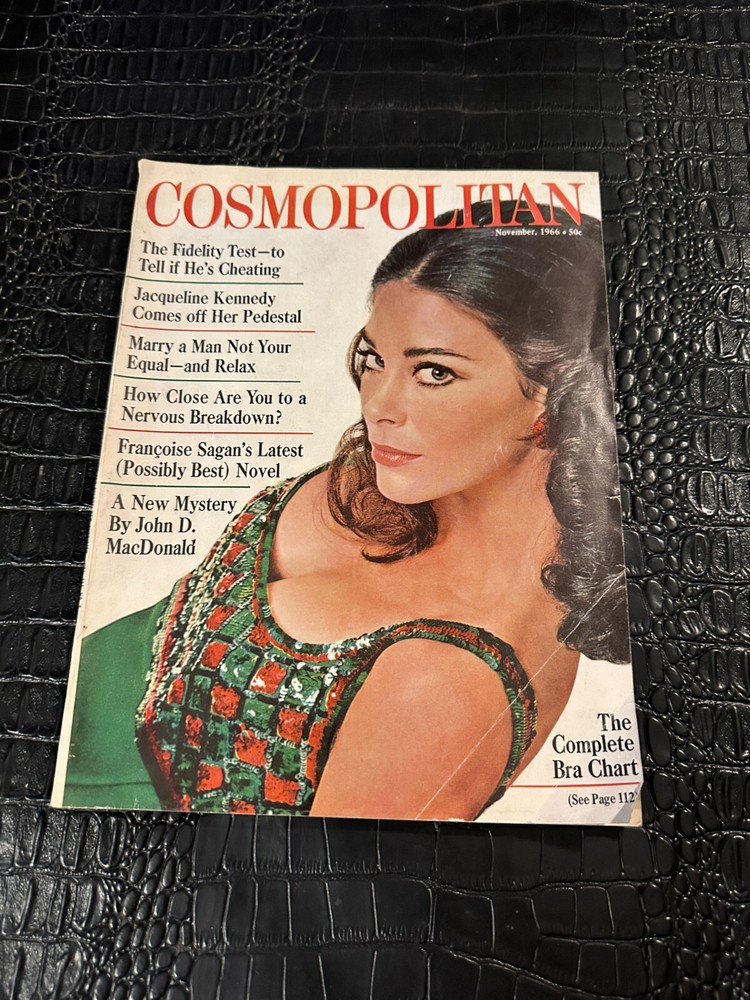 COSMOPOLITAN
November, 1966 • 50c
The Fidelity Test—to
Tell if He's Cheating
Jacqueline Kennedy
Comes off Her Pedestal
Marry a Man Not Your
Equal—and Relax
How Close Are You to a
Nervous Breakdown?
Françoise Sagan's Latest
(Possibly Best) Novel
A New Mystery
By John D.
MacDonald
The
Complete
Bra Chart
(See Page 112)